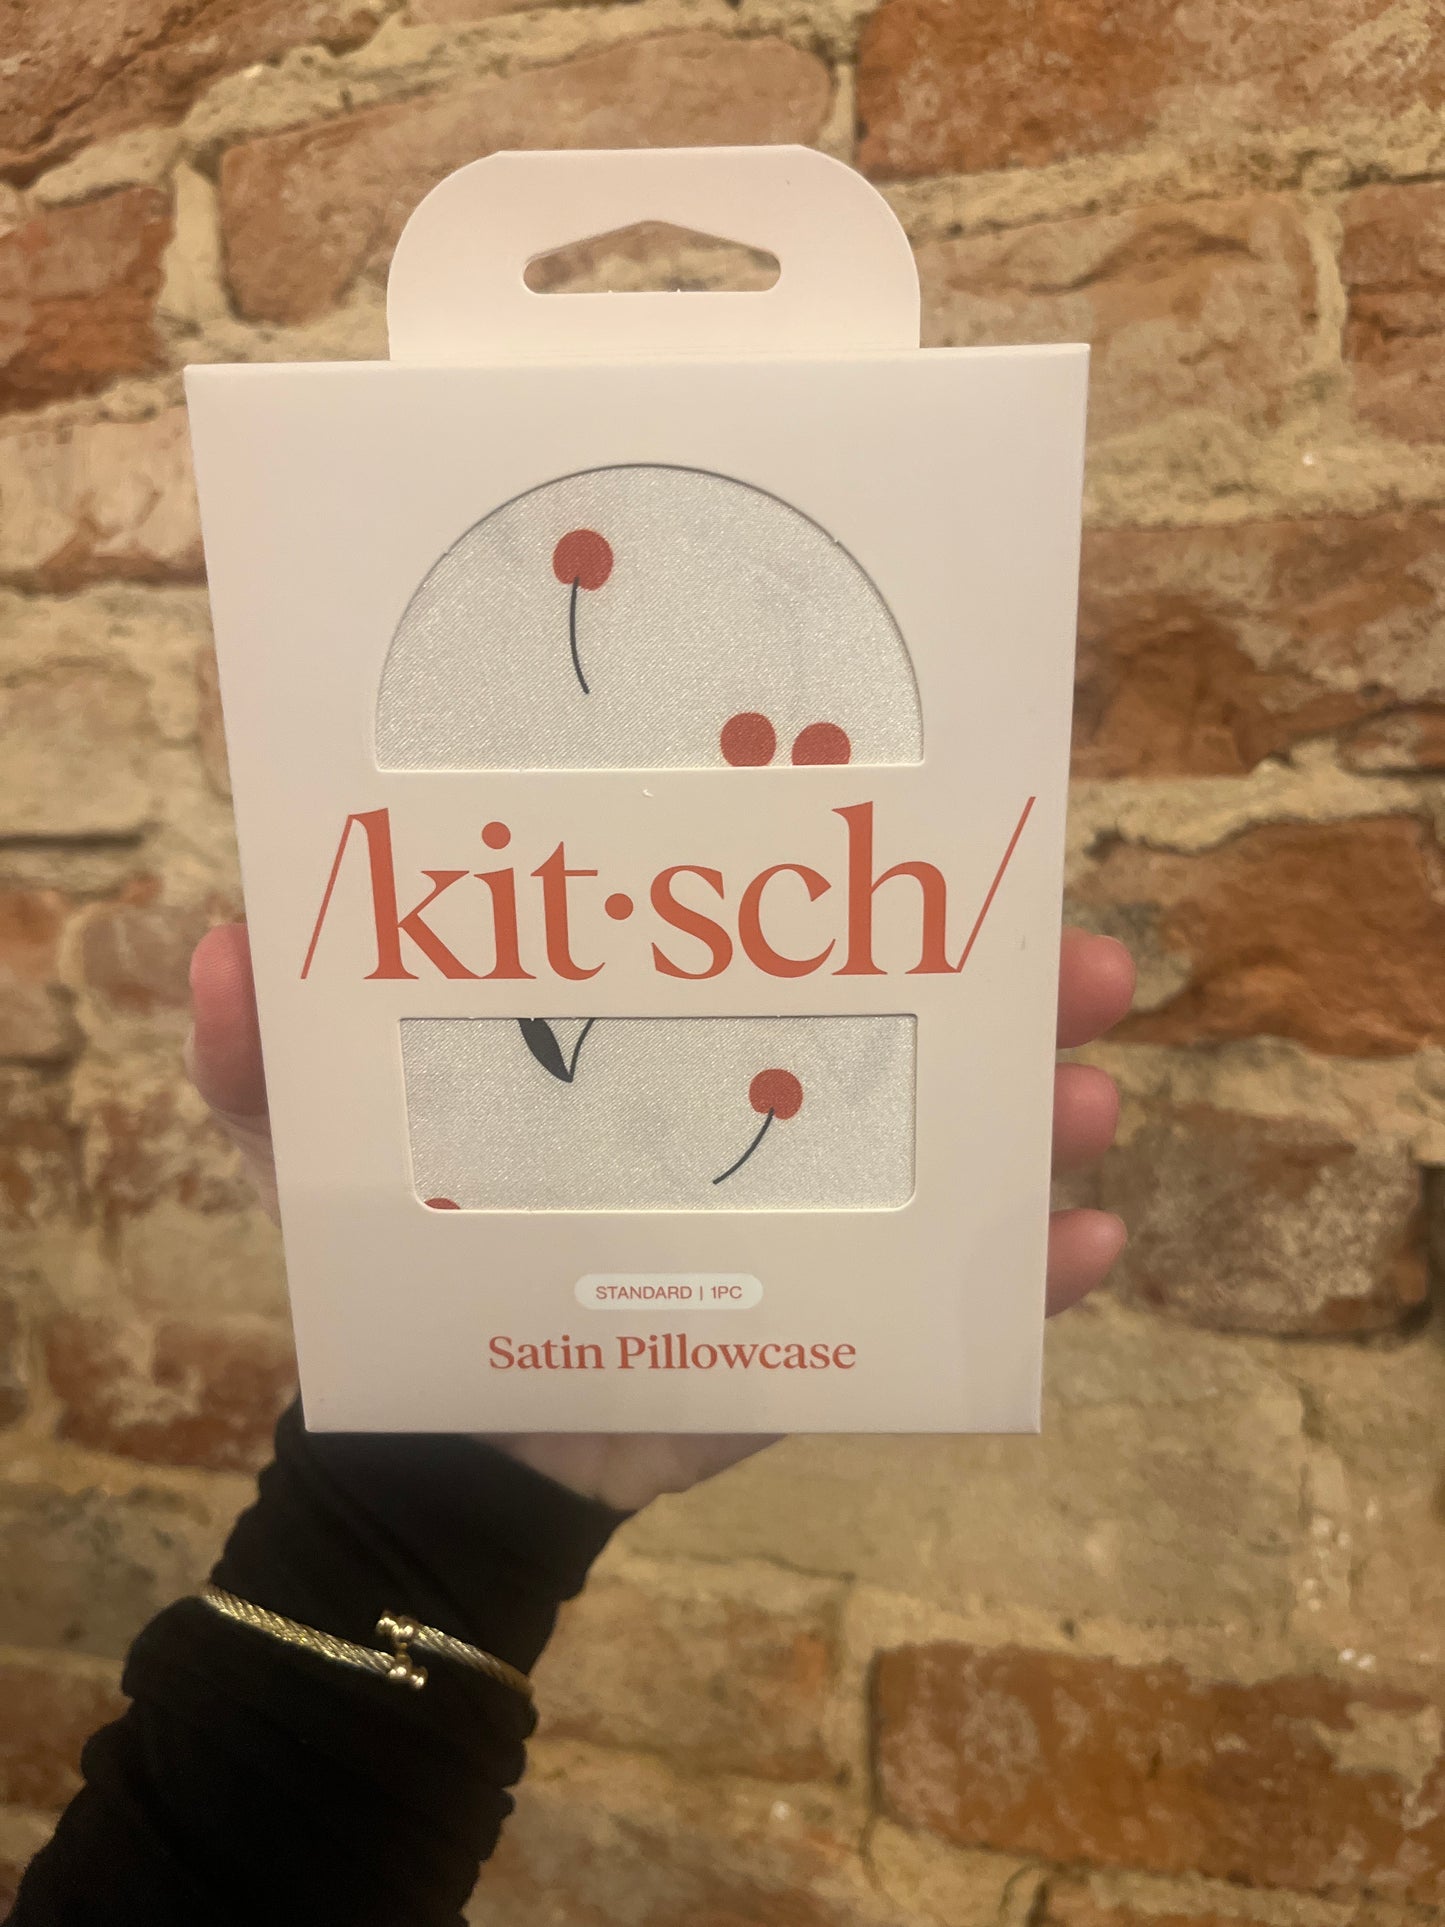 /kit·sch/
STANDARD | 1PC
Satin Pillowcase